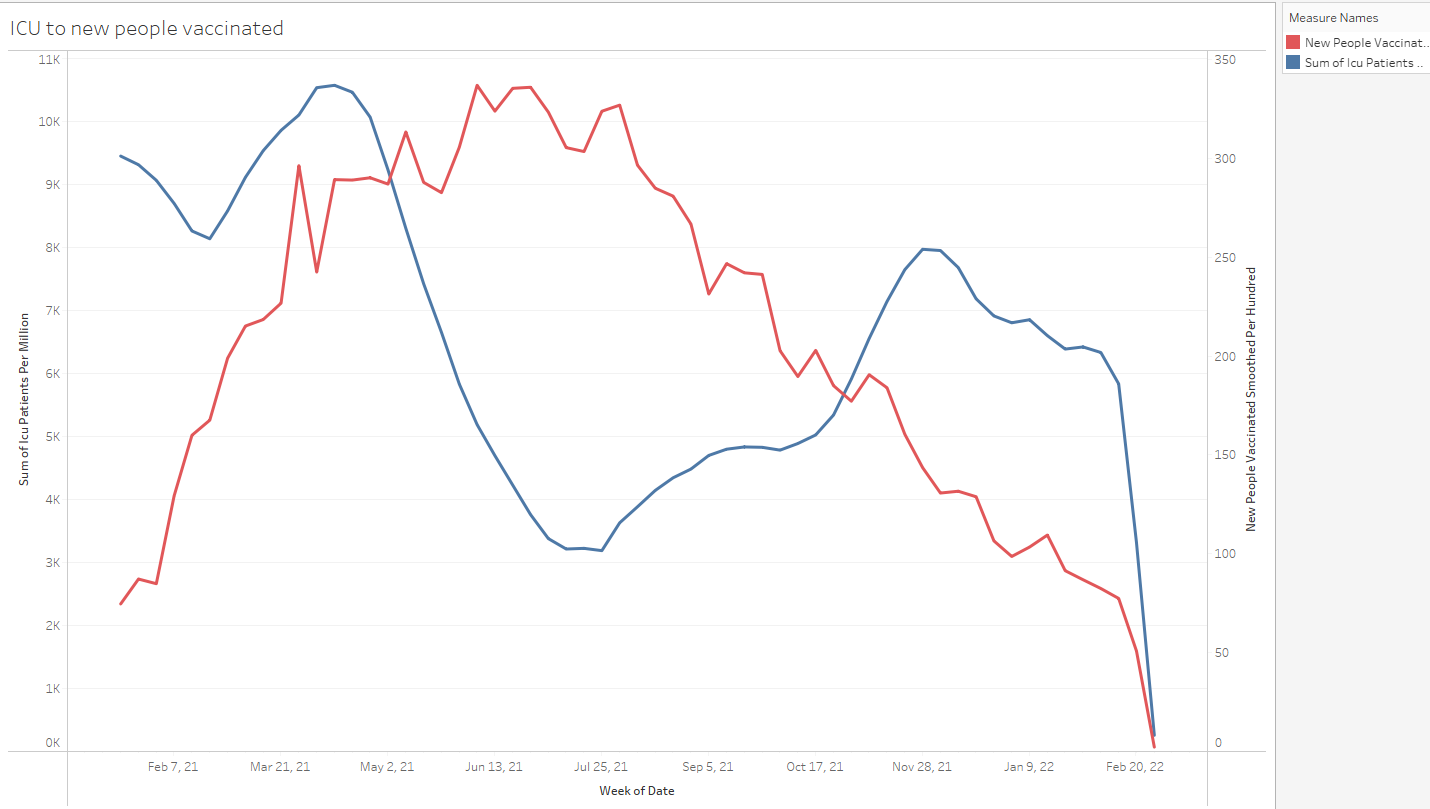 ICU to new people vaccinated
Measure Names
New People Vaccinat..
Sum of Icu Patients ..
11K
10K
9K
8K
7K
6K
5K
4K
3K
2K
1K
0K
Sum of Icu Patients Per Million
350
300
250
200
150
100
50
0
New People Vaccinated Smoothed Per Hundred
Feb 7, 21
Mar 21, 21
May 2, 21
Jun 13, 21
Jul 25, 21
Sep 5, 21
Oct 17, 21
Nov 28, 21
Jan 9, 22
Feb 20, 22
Week of Date